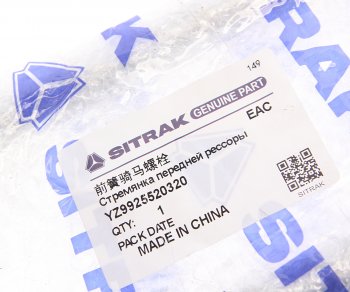 149
SITRAK GENUINE PART
EAC
前簧骑马螺栓
Стремянка передней рессоры
YZ9925520320
QTY: 1
PACK DATE
MADE IN CHINA
SITRAK